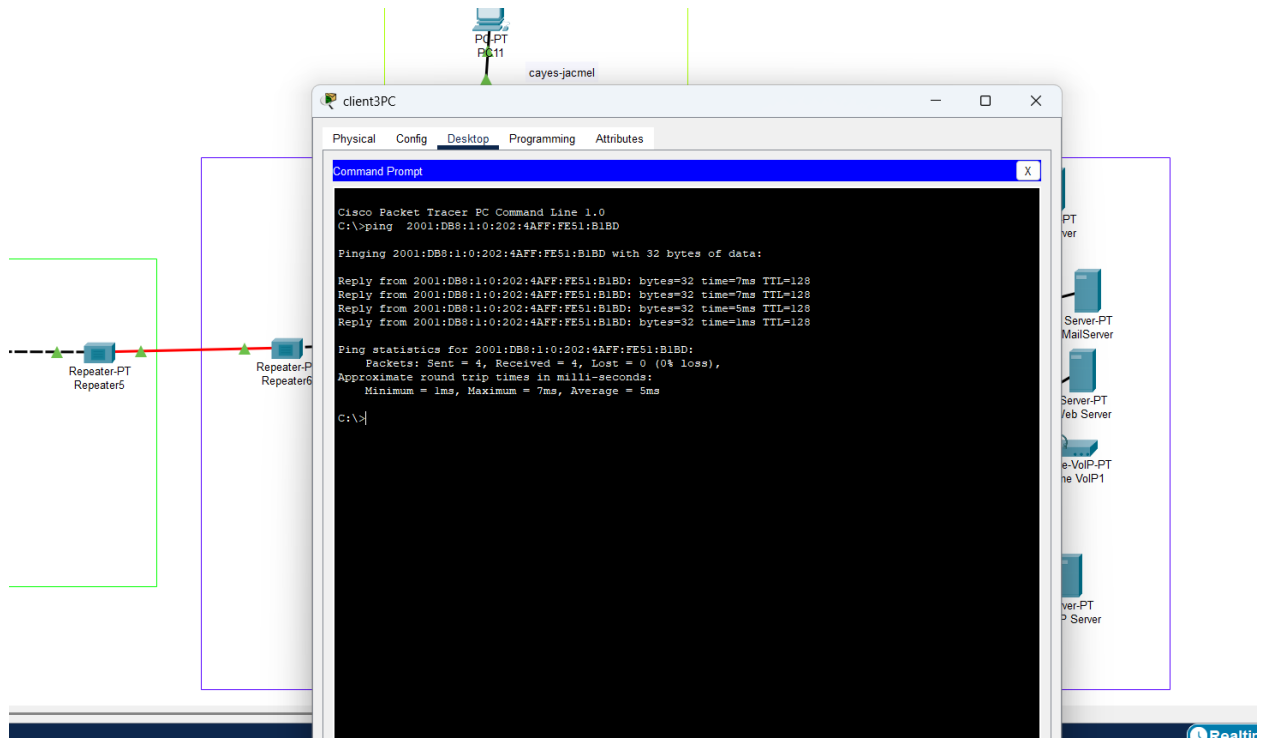 PC-PT
PC11
cayes-jacmel
client3PC
Physical Config Desktop Programming Attributes
Command Prompt
X
Cisco Packet Tracer PC Command Line 1.0
C:\>ping  2001:DB8:1:0:202:4AFF:FE51:B1BD
Pinging 2001:DB8:1:0:202:4AFF:FE51:B1BD with 32 bytes of data:
Reply from 2001:DB8:1:0:202:4AFF:FE51:B1BD: bytes=32 time=7ms TTL=128
Reply from 2001:DB8:1:0:202:4AFF:FE51:B1BD: bytes=32 time=7ms TTL=128
Reply from 2001:DB8:1:0:202:4AFF:FE51:B1BD: bytes=32 time=5ms TTL=128
Reply from 2001:DB8:1:0:202:4AFF:FE51:B1BD: bytes=32 time=1ms TTL=128
Ping statistics for 2001:DB8:1:0:202:4AFF:FE51:B1BD:
Packets: Sent = 4, Received = 4, Lost = 0 (0% loss),
Approximate round trip times in milli-seconds:
Minimum = 1ms, Maximum = 7ms, Average = 5ms
C:\>
Repeater-PT
Repeater5
Repeater-P
Repeater6
PT
ver
Server-PT
MailServer
Server-PT
Web Server
e-VoIP-PT
ne VoIP1
ver-PT
P Server
Realtim